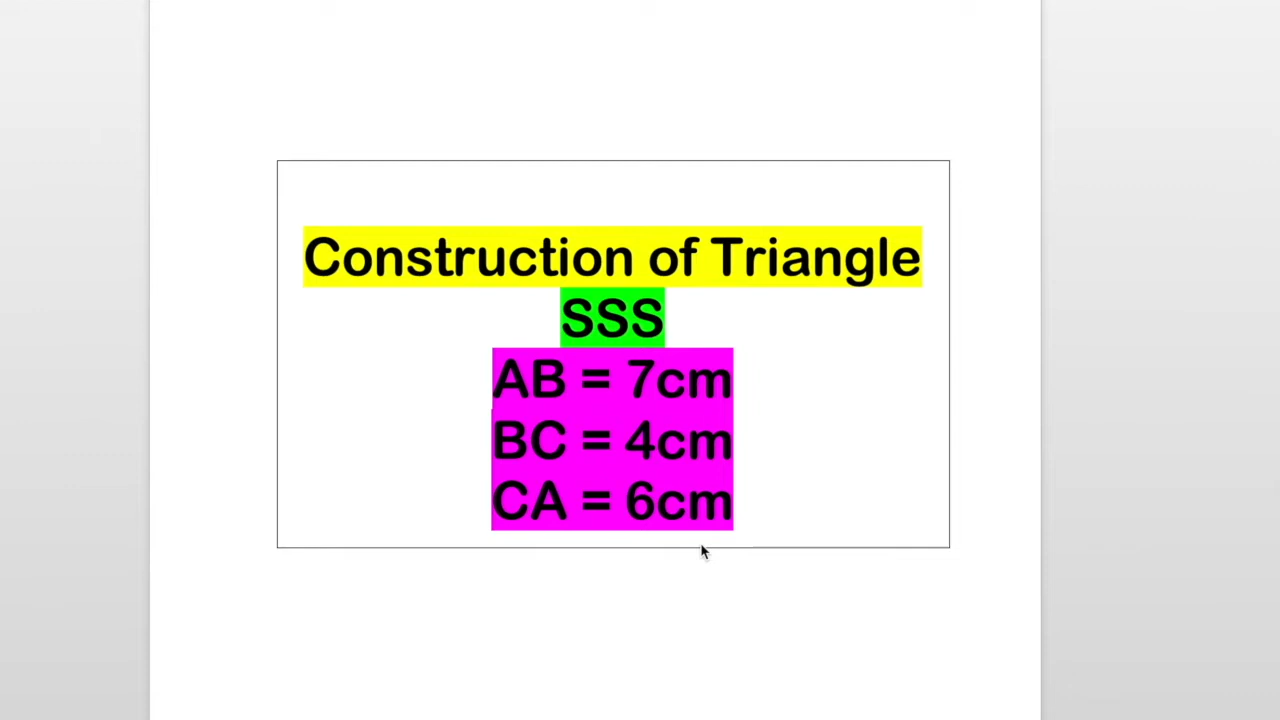 Construction of Triangle
SSS
AB = 7cm
BC = 4cm
CA = 6cm